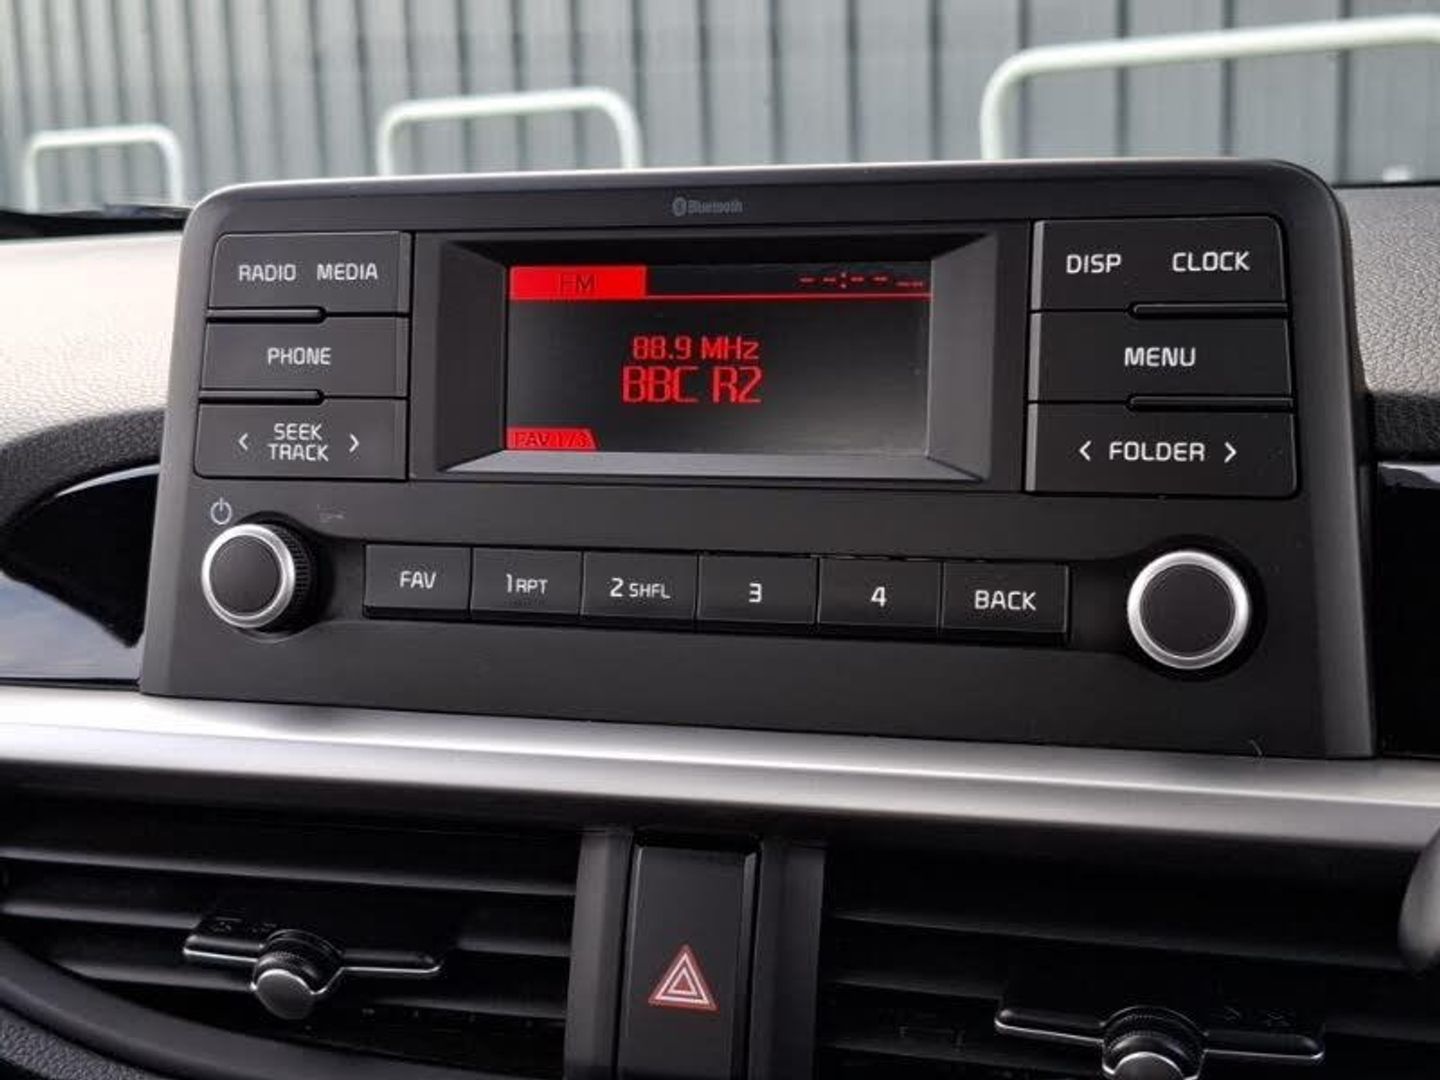 Bluetooth
RADIO MEDIA
PHONE
< SEEK TRACK >
FM --:-- --
88.9 MHz
BBC R2
FAV 1/3
DISP CLOCK
MENU
< FOLDER >
FAV 1 RPT 2 SHFL 3 4 BACK